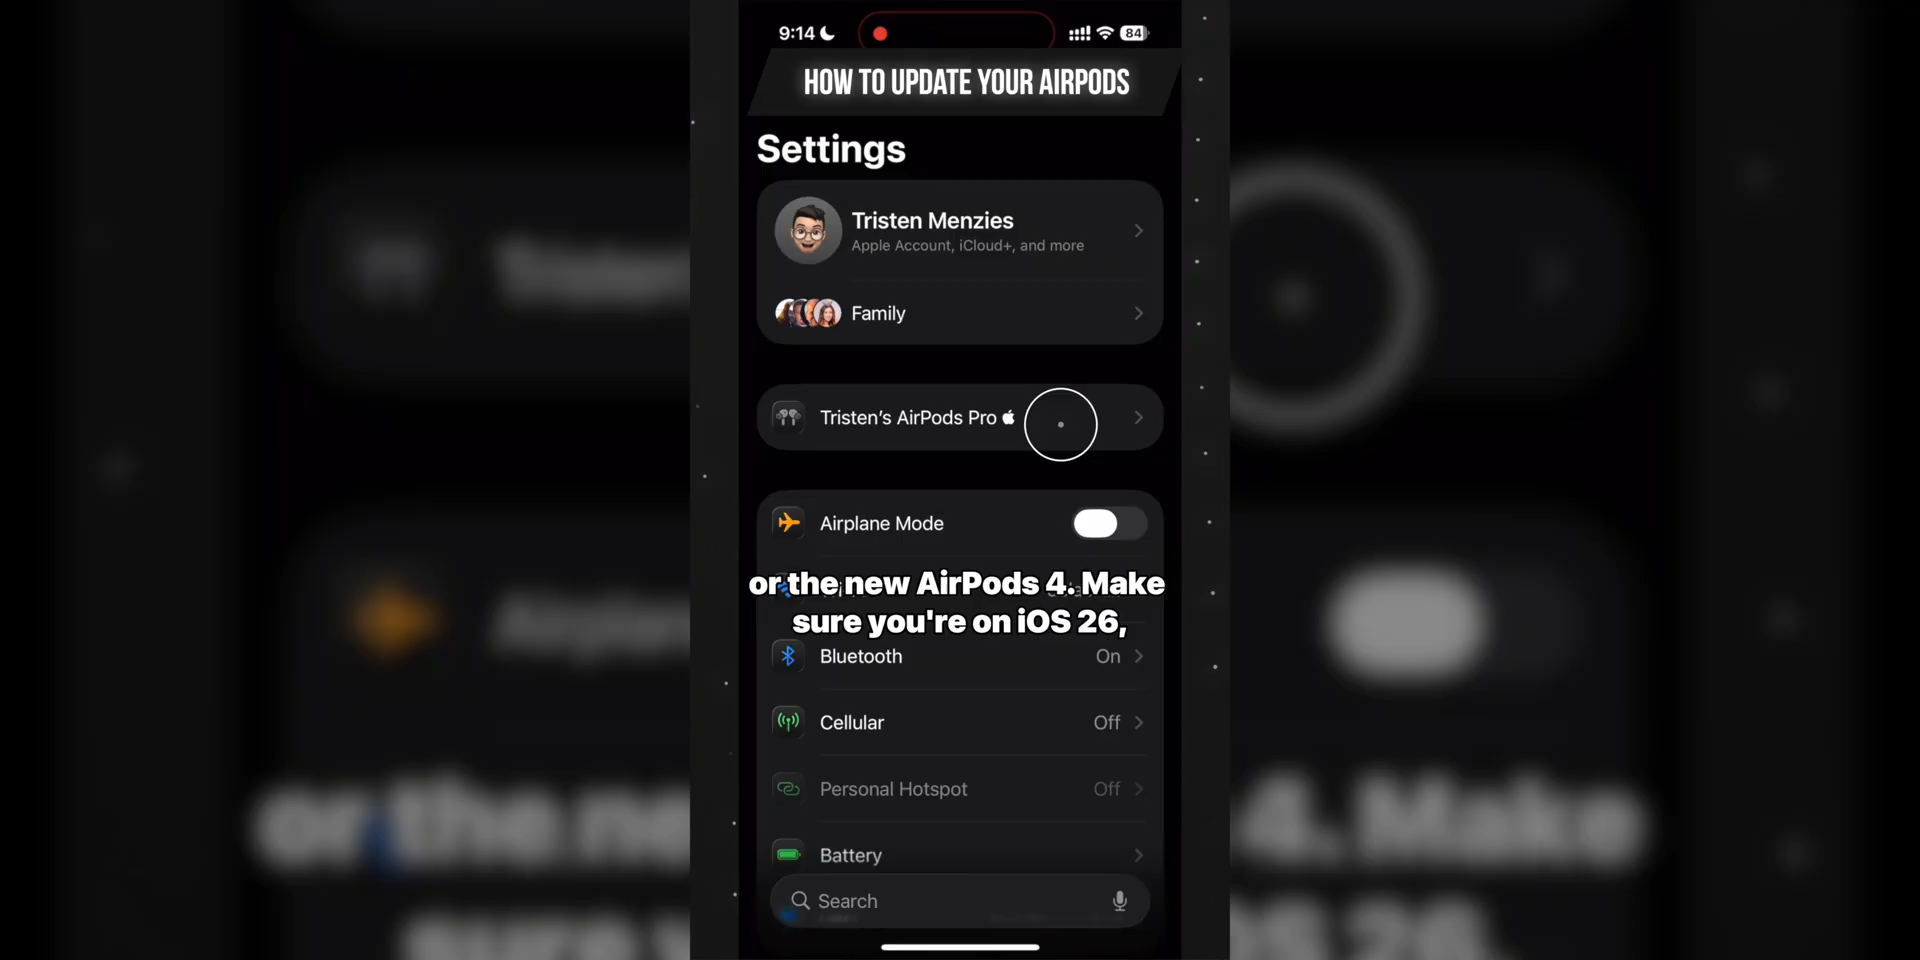 9:14
84
HOW TO UPDATE YOUR AIRPODS
Settings
Tristen Menzies
Apple Account, iCloud+, and more
Family
Tristen's AirPods Pro
Airplane Mode
or the new AirPods 4. Make
sure you're on iOS 26,
Bluetooth On
Cellular Off
Personal Hotspot Off
Battery
Search